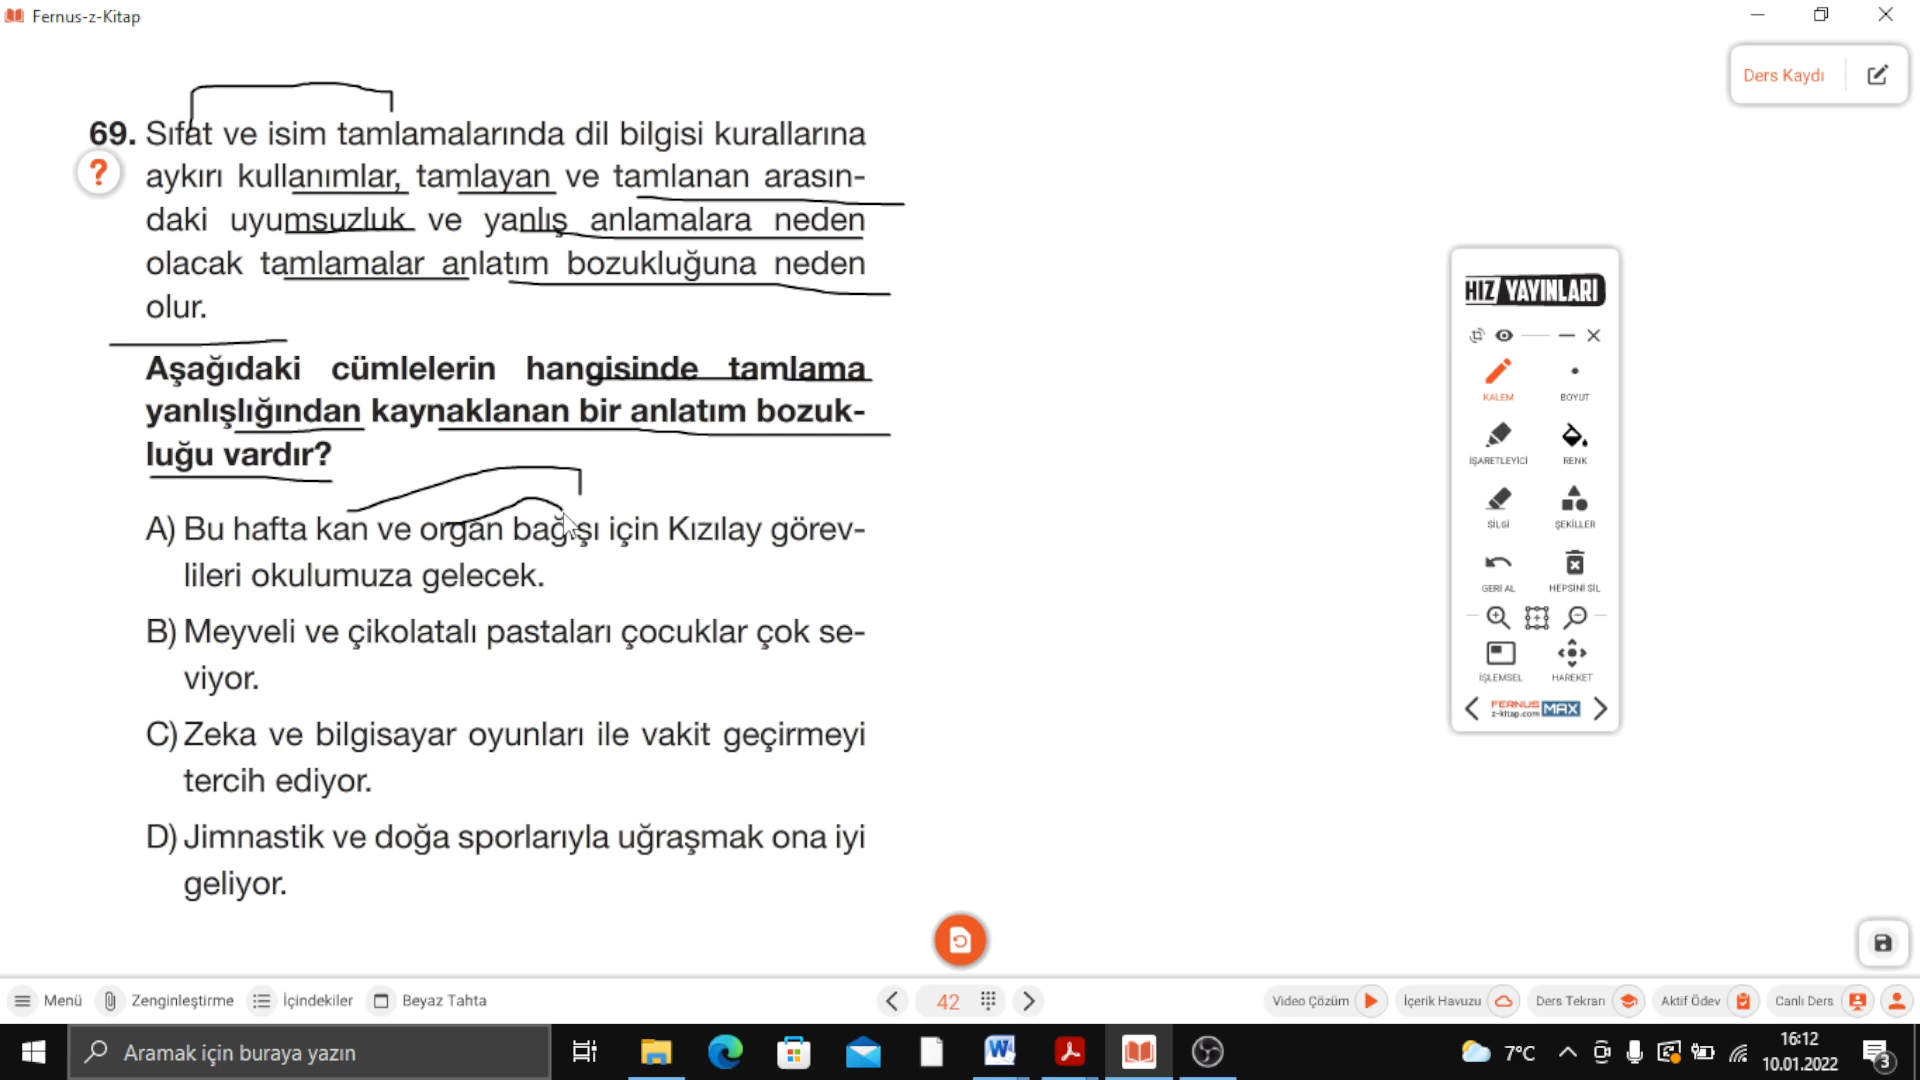 Fernus-z-Kitap
Ders Kaydı
69. Sıfat ve isim tamlamalarında dil bilgisi kurallarına
aykırı kullanımlar, tamlayan ve tamlanan arasın-
daki uyumsuzluk ve yanlış anlamalara neden
olacak tamlamalar anlatım bozukluğuna neden
olur.
Aşağıdaki cümlelerin hangisinde tamlama
yanlışlığından kaynaklanan bir anlatım bozuk-
luğu vardır?
A) Bu hafta kan ve organ bağışı için Kızılay görev-
lileri okulumuza gelecek.
B) Meyveli ve çikolatalı pastaları çocuklar çok se-
viyor.
C) Zeka ve bilgisayar oyunları ile vakit geçirmeyi
tercih ediyor.
D) Jimnastik ve doğa sporlarıyla uğraşmak ona iyi
geliyor.
HIZ YAYINLARI
KALEM BOYUT
İŞARETLEYİCİ RENK
SİLGİ ŞEKİLLER
GERİ AL HEPSİNİ SİL
İŞLEMSEL HAREKET
FERNUS z-kitap.com MAX
Menü Zenginleştirme İçindekiler Beyaz Tahta 42 Video Çözüm İçerik Havuzu Ders Tekrarı Aktif Ödev Canlı Ders
Aramak için buraya yazın 7°C 16:12
10.01.2022 3